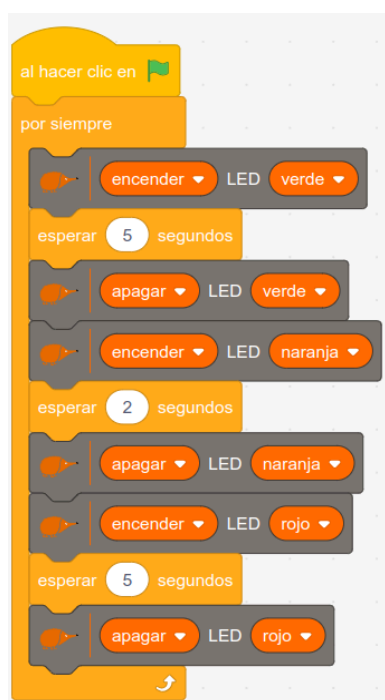 al hacer clic en
por siempre
encender LED verde
esperar 5 segundos
apagar LED verde
encender LED naranja
esperar 2 segundos
apagar LED naranja
encender LED rojo
esperar 5 segundos
apagar LED rojo